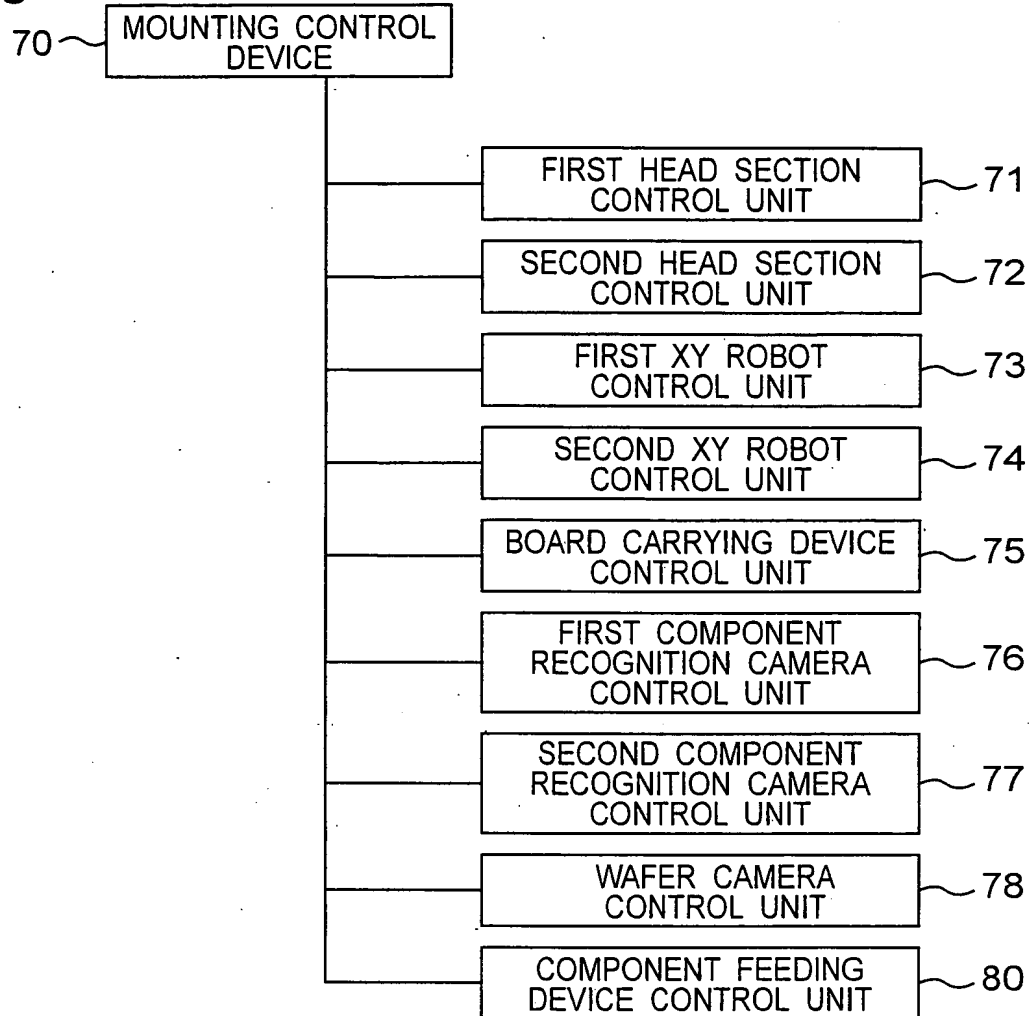 70
MOUNTING CONTROL
DEVICE
FIRST HEAD SECTION
CONTROL UNIT
71
SECOND HEAD SECTION
CONTROL UNIT
72
FIRST XY ROBOT
CONTROL UNIT
73
SECOND XY ROBOT
CONTROL UNIT
74
BOARD CARRYING DEVICE
CONTROL UNIT
75
FIRST COMPONENT
RECOGNITION CAMERA
CONTROL UNIT
76
SECOND COMPONENT
RECOGNITION CAMERA
CONTROL UNIT
77
WAFER CAMERA
CONTROL UNIT
78
COMPONENT FEEDING
DEVICE CONTROL UNIT
80